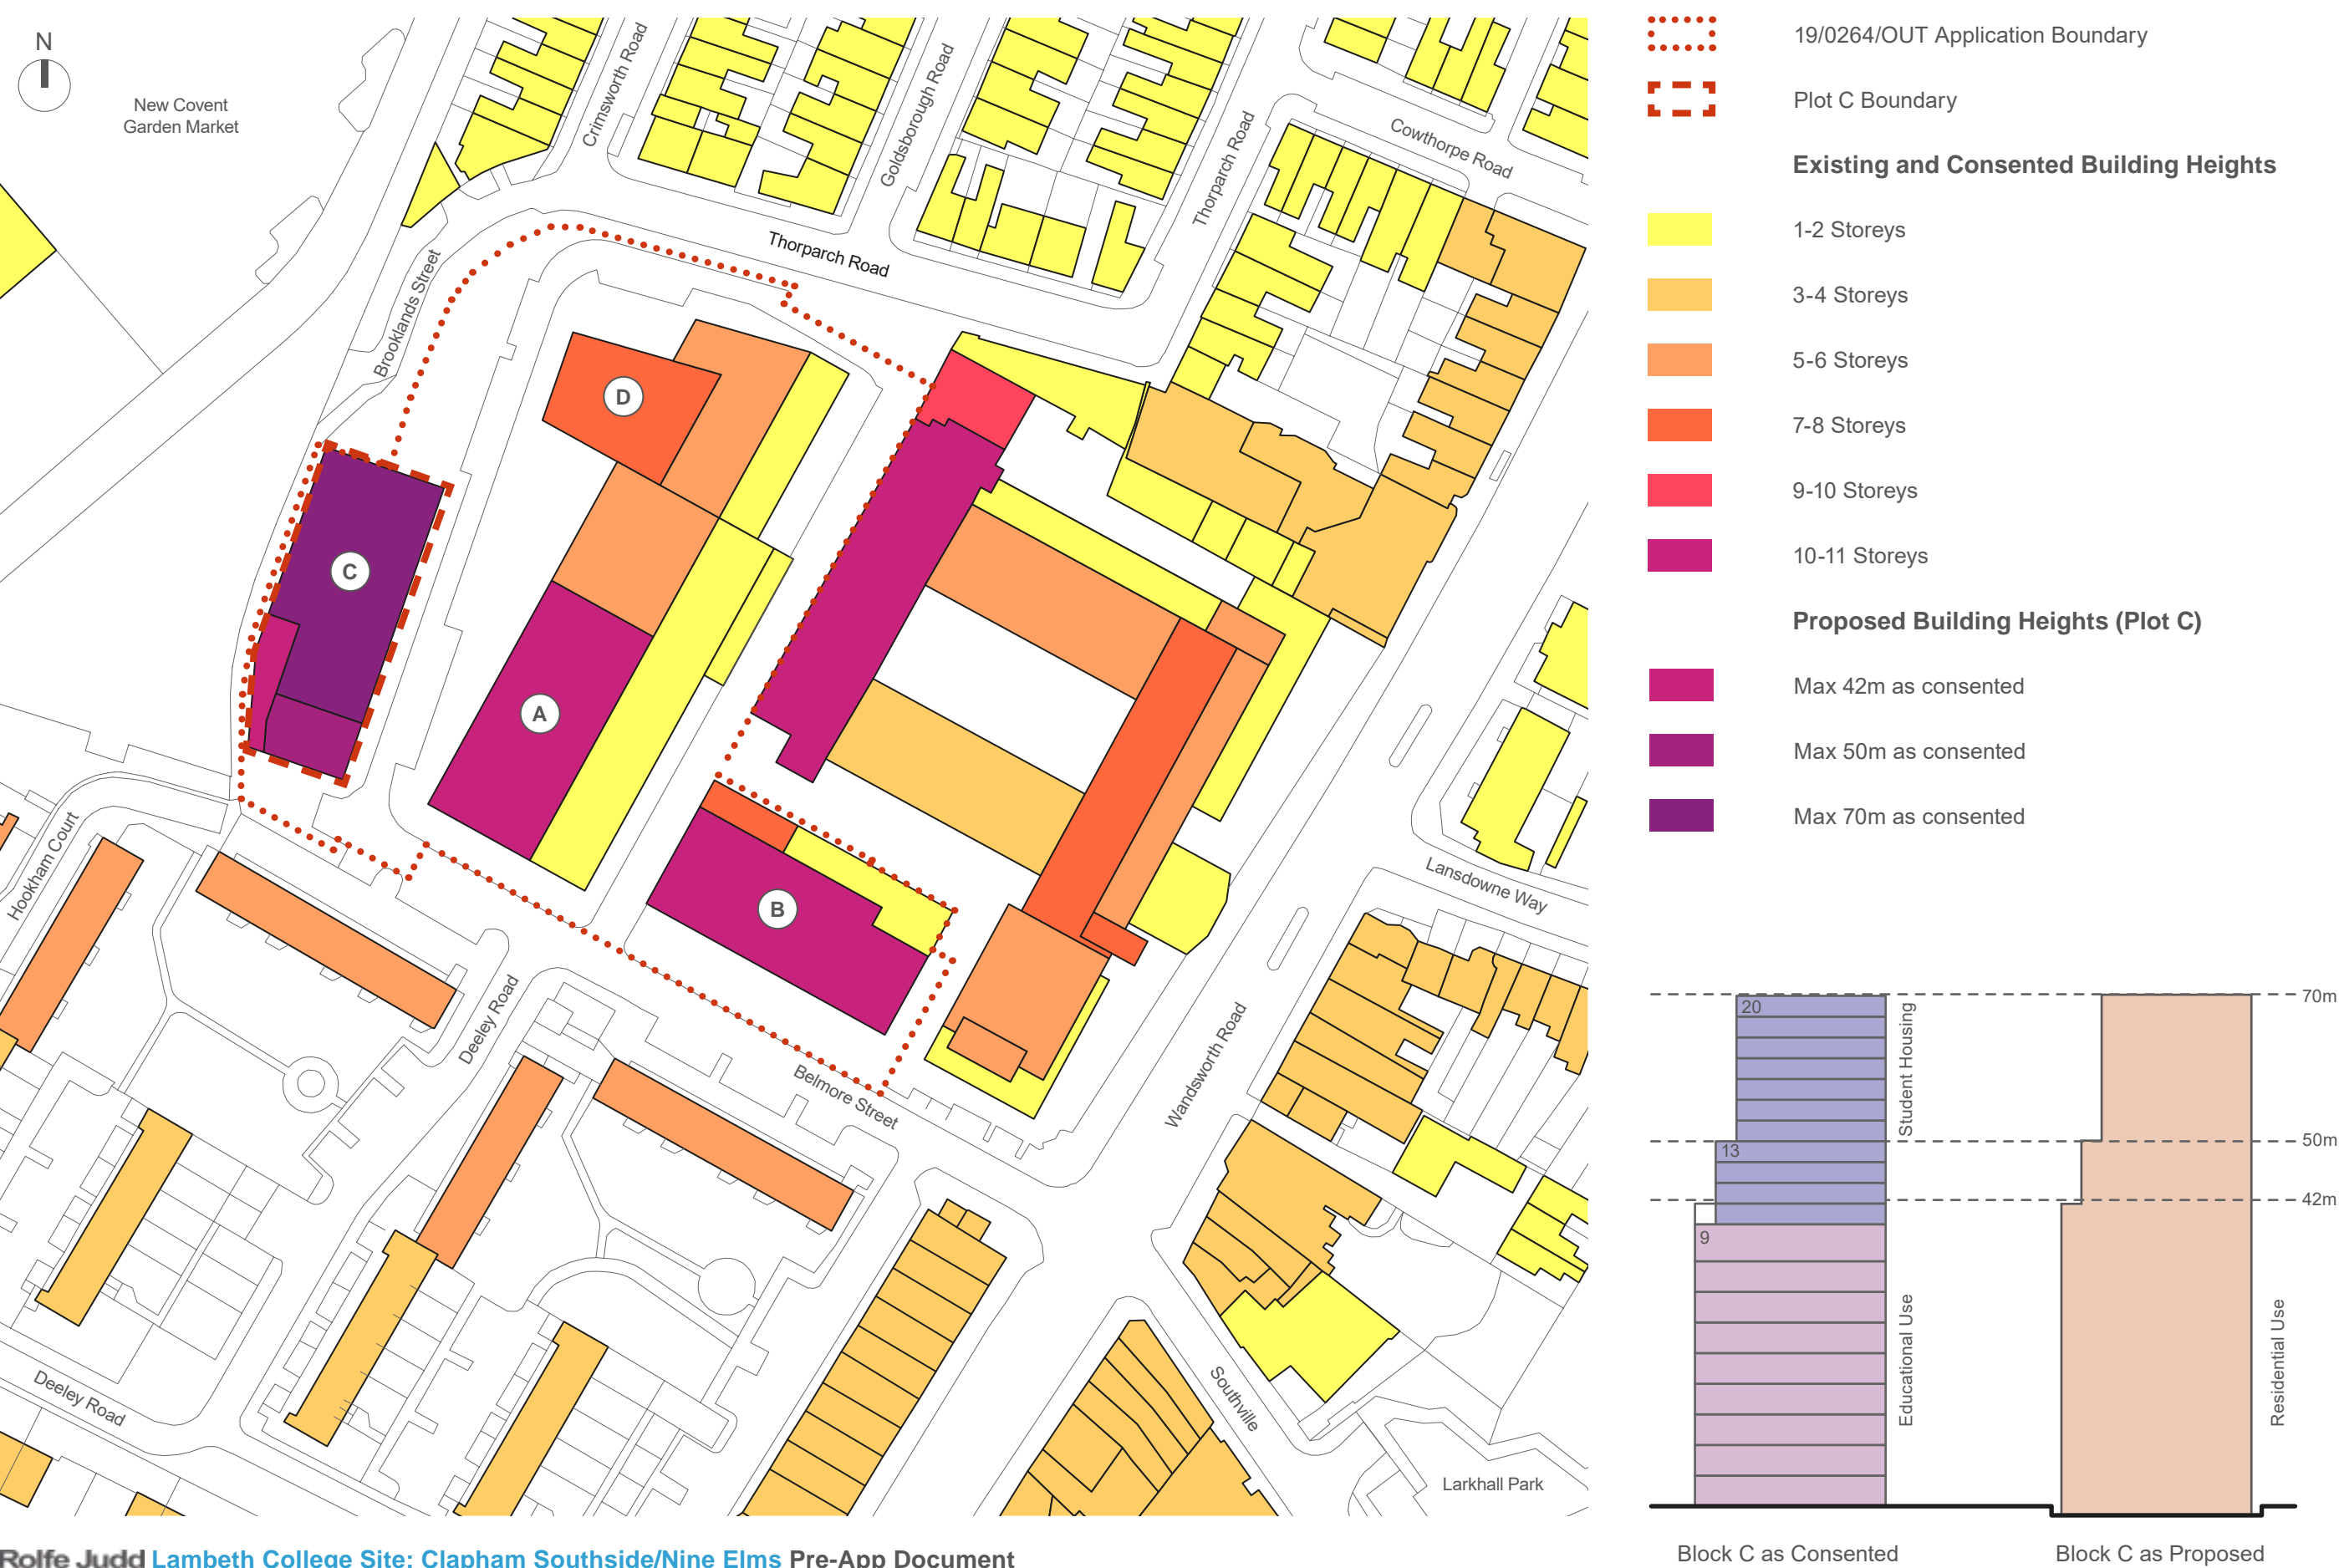 N
New Covent
Garden Market
Crimsworth Road
Goldsborough Road
Thorparch Road
Cowthorpe Road
Thorparch Road
Brooklands Street
D
C
A
B
Hookham Court
Lansdowne Way
Deeley Road
Belmore Street
Wandsworth Road
Deeley Road
Southville
Larkhall Park
19/0264/OUT Application Boundary
Plot C Boundary
Existing and Consented Building Heights
1-2 Storeys
3-4 Storeys
5-6 Storeys
7-8 Storeys
9-10 Storeys
10-11 Storeys
Proposed Building Heights (Plot C)
Max 42m as consented
Max 50m as consented
Max 70m as consented
20
13
9
Student Housing
Educational Use
Residential Use
70m
50m
42m
Block C as Consented
Block C as Proposed
Rolfe Judd Lambeth College Site: Clapham Southside/Nine Elms Pre-App Document